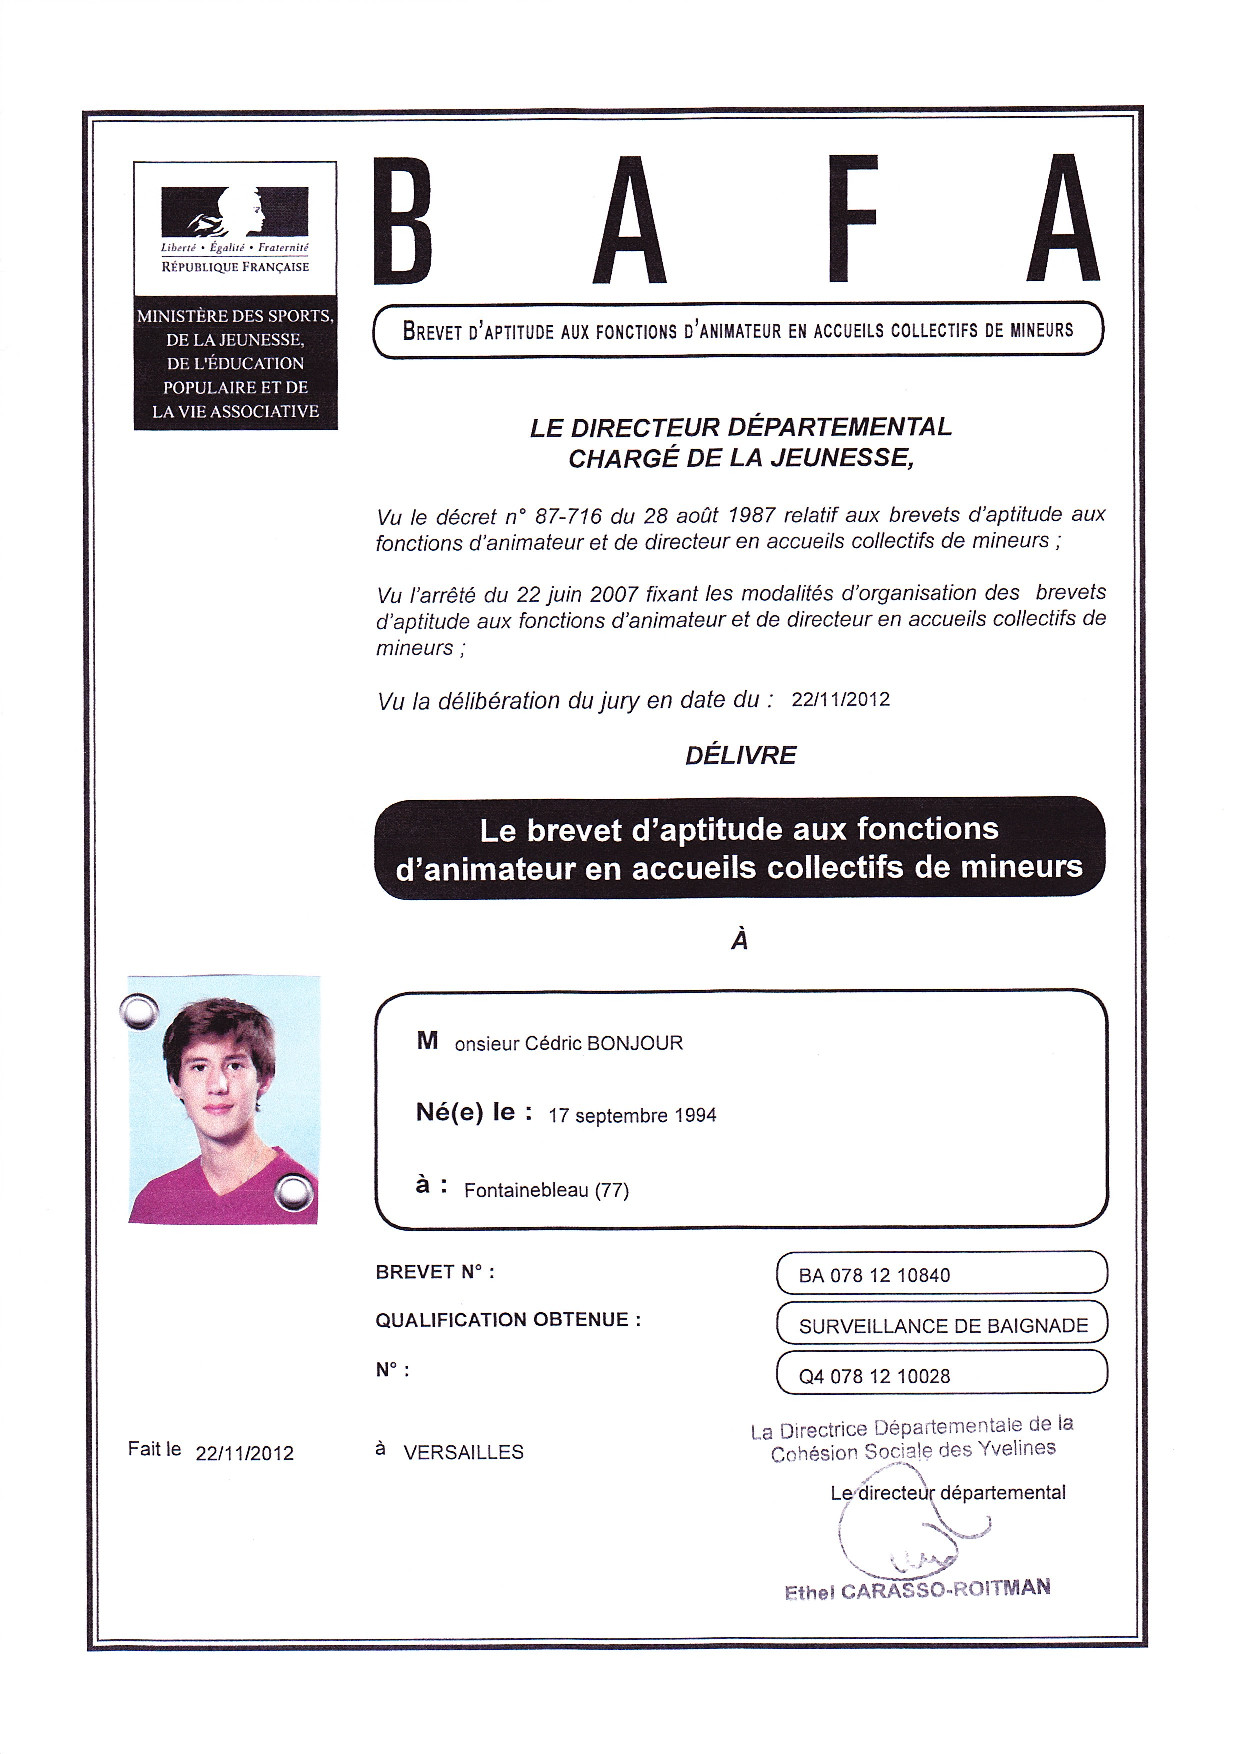 B A F A
Liberté • Égalité • Fraternité
RÉPUBLIQUE FRANÇAISE
MINISTÈRE DES SPORTS,
DE LA JEUNESSE,
DE L'ÉDUCATION
POPULAIRE ET DE
LA VIE ASSOCIATIVE
BREVET D'APTITUDE AUX FONCTIONS D'ANIMATEUR EN ACCUEILS COLLECTIFS DE MINEURS
LE DIRECTEUR DÉPARTEMENTAL
CHARGÉ DE LA JEUNESSE,
Vu le décret n° 87-716 du 28 août 1987 relatif aux brevets d'aptitude aux
fonctions d'animateur et de directeur en accueils collectifs de mineurs ;
Vu l'arrêté du 22 juin 2007 fixant les modalités d'organisation des brevets
d'aptitude aux fonctions d'animateur et de directeur en accueils collectifs de
mineurs ;
Vu la délibération du jury en date du : 22/11/2012
DÉLIVRE
Le brevet d'aptitude aux fonctions
d'animateur en accueils collectifs de mineurs
À
M onsieur Cédric BONJOUR
Né(e) le : 17 septembre 1994
à : Fontainebleau (77)
BREVET N° : BA 078 12 10840
QUALIFICATION OBTENUE : SURVEILLANCE DE BAIGNADE
N° : Q4 078 12 10028
Fait le 22/11/2012 à VERSAILLES
La Directrice Départementale de la
Cohésion Sociale des Yvelines
Le directeur départemental
Ethel CARASSO-ROITMAN